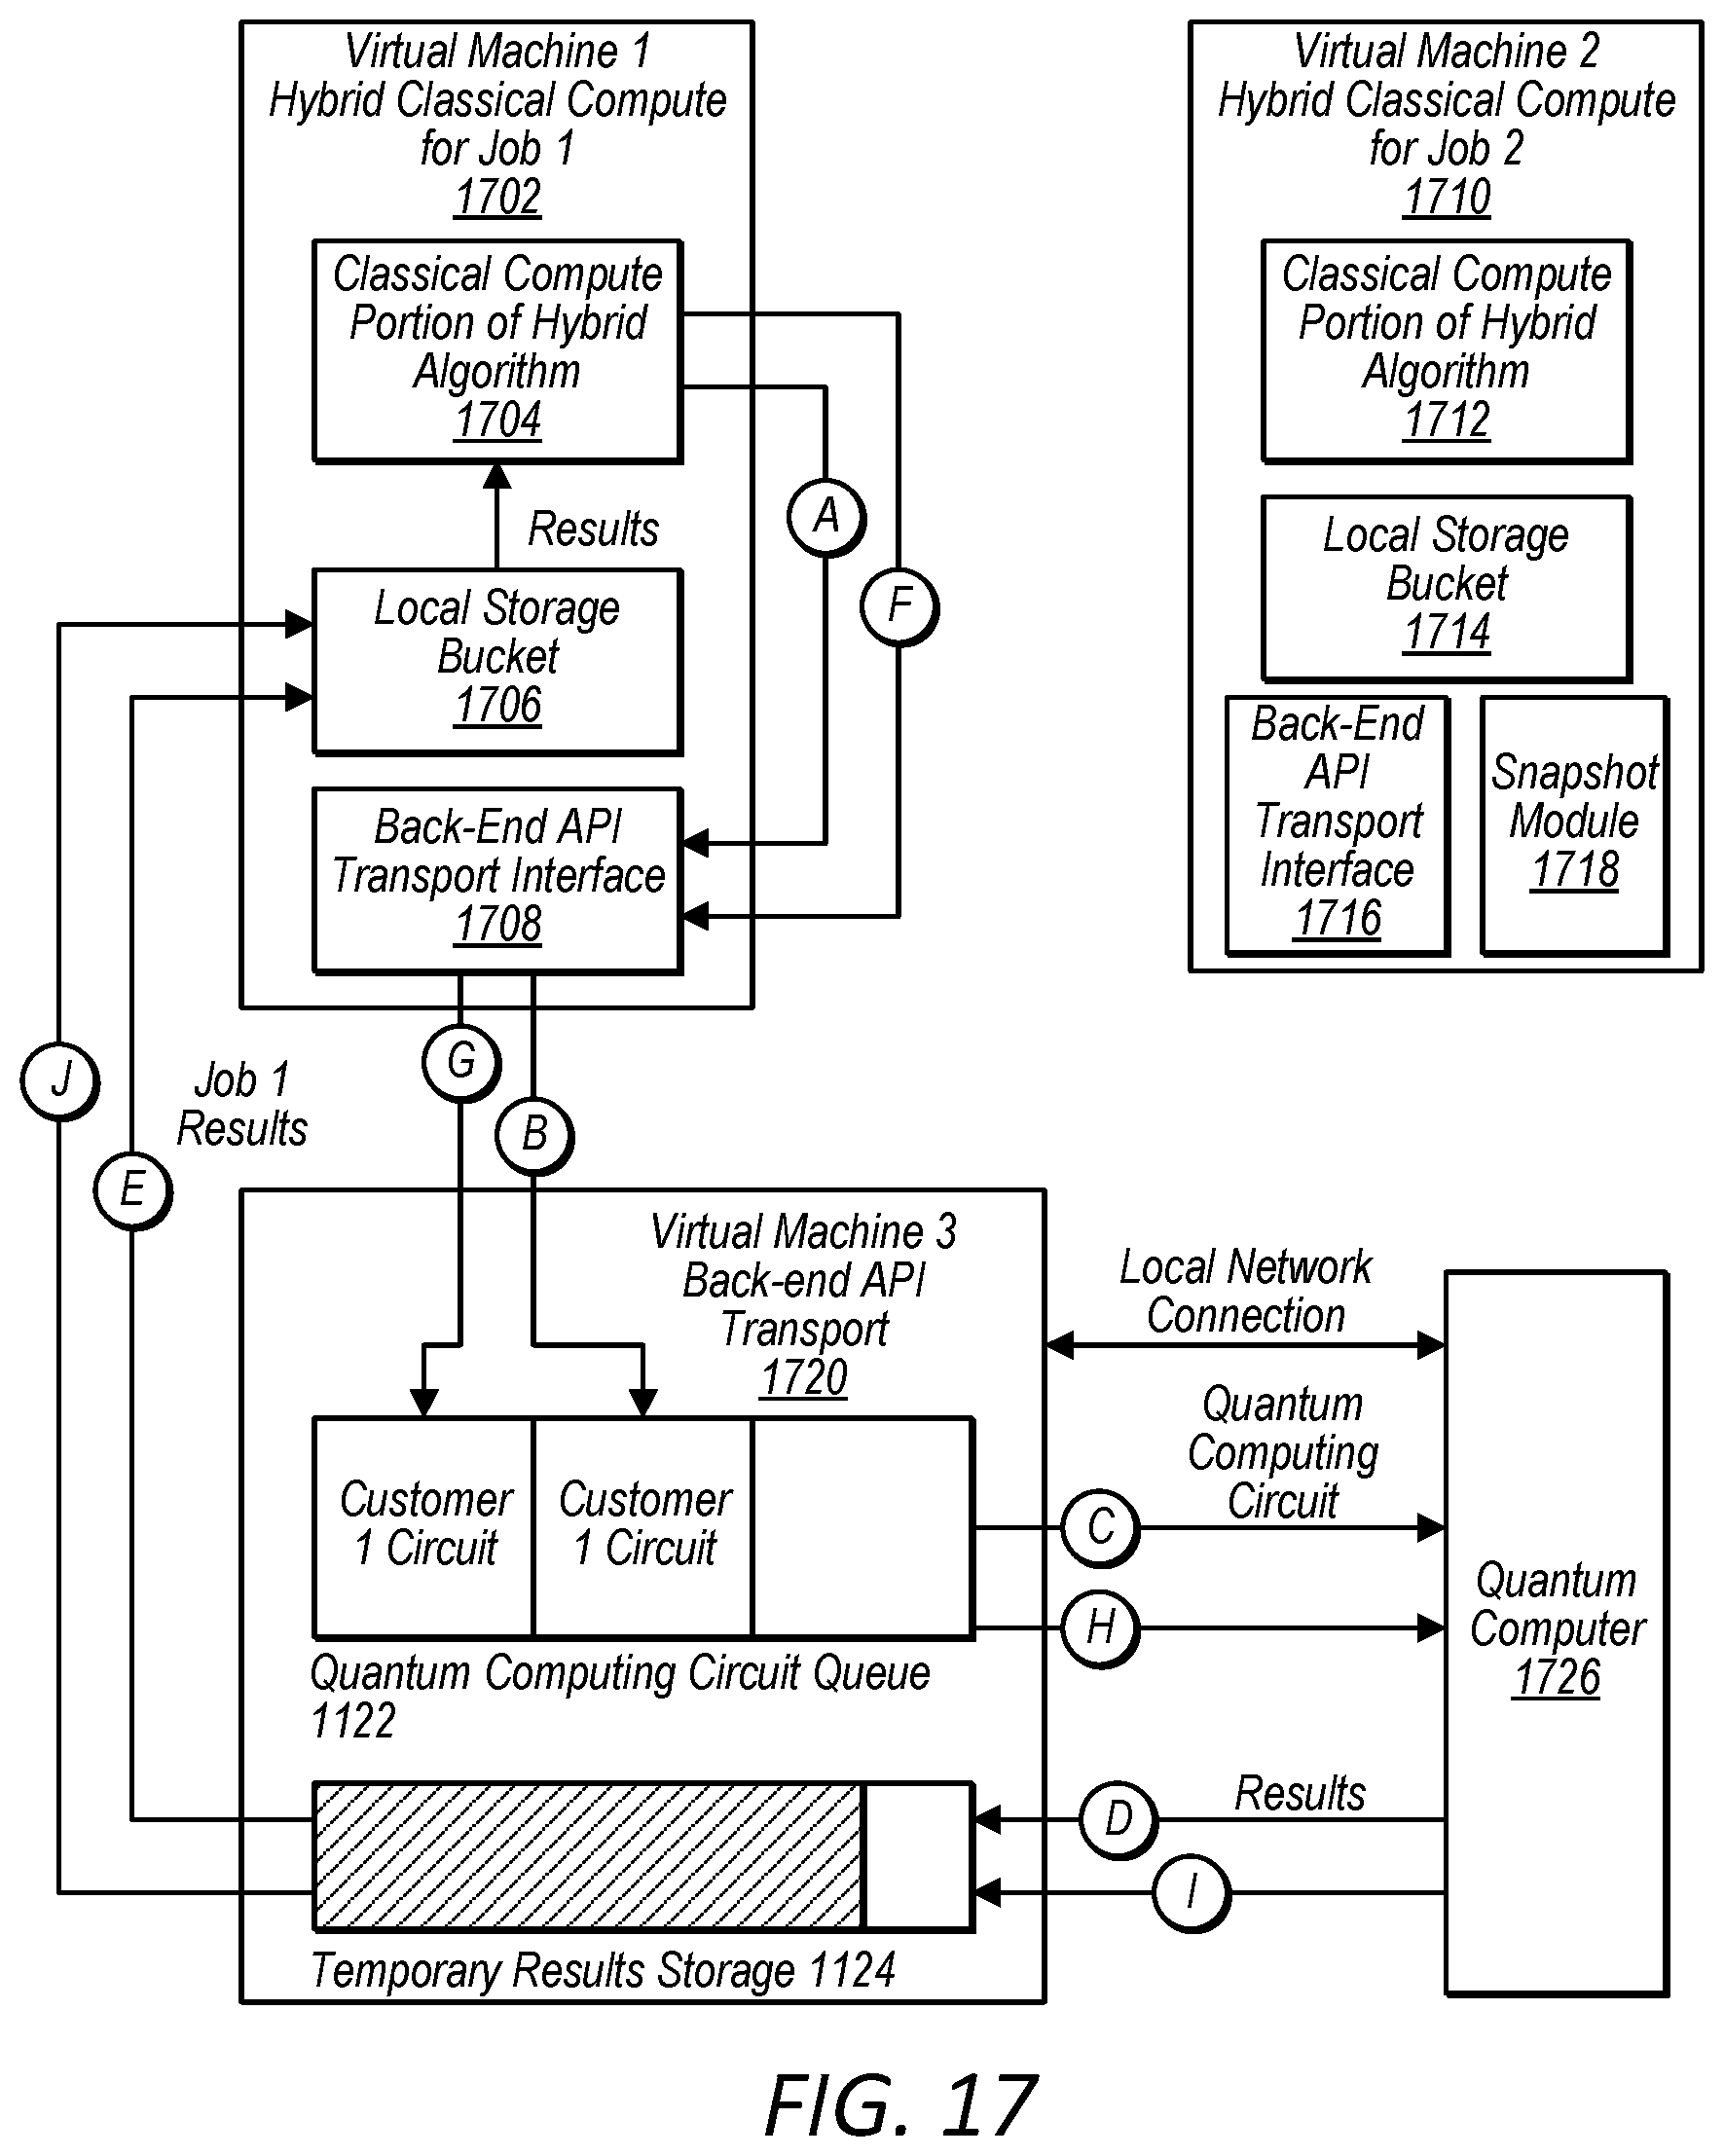 Virtual Machine 1
Hybrid Classical Compute
for Job 1
1702
Classical Compute
Portion of Hybrid
Algorithm
1704
Results
Local Storage
Bucket
1706
Back-End API
Transport Interface
1708
A
F
J
E
Job 1
Results
G
B
Virtual Machine 2
Hybrid Classical Compute
for Job 2
1710
Classical Compute
Portion of Hybrid
Algorithm
1712
Local Storage
Bucket
1714
Back-End
API
Transport
Interface
1716
Snapshot
Module
1718
Virtual Machine 3
Back-end API
Transport
1720
Customer
1 Circuit
Customer
1 Circuit
Quantum Computing Circuit Queue
1122
Temporary Results Storage 1124
Local Network
Connection
Quantum
Computing
Circuit
C
H
Results
D
I
Quantum
Computer
1726
FIG. 17